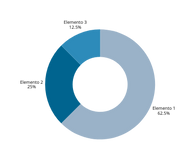 Elemento 3
12.5%
Elemento 2
25%
Elemento 1
62.5%